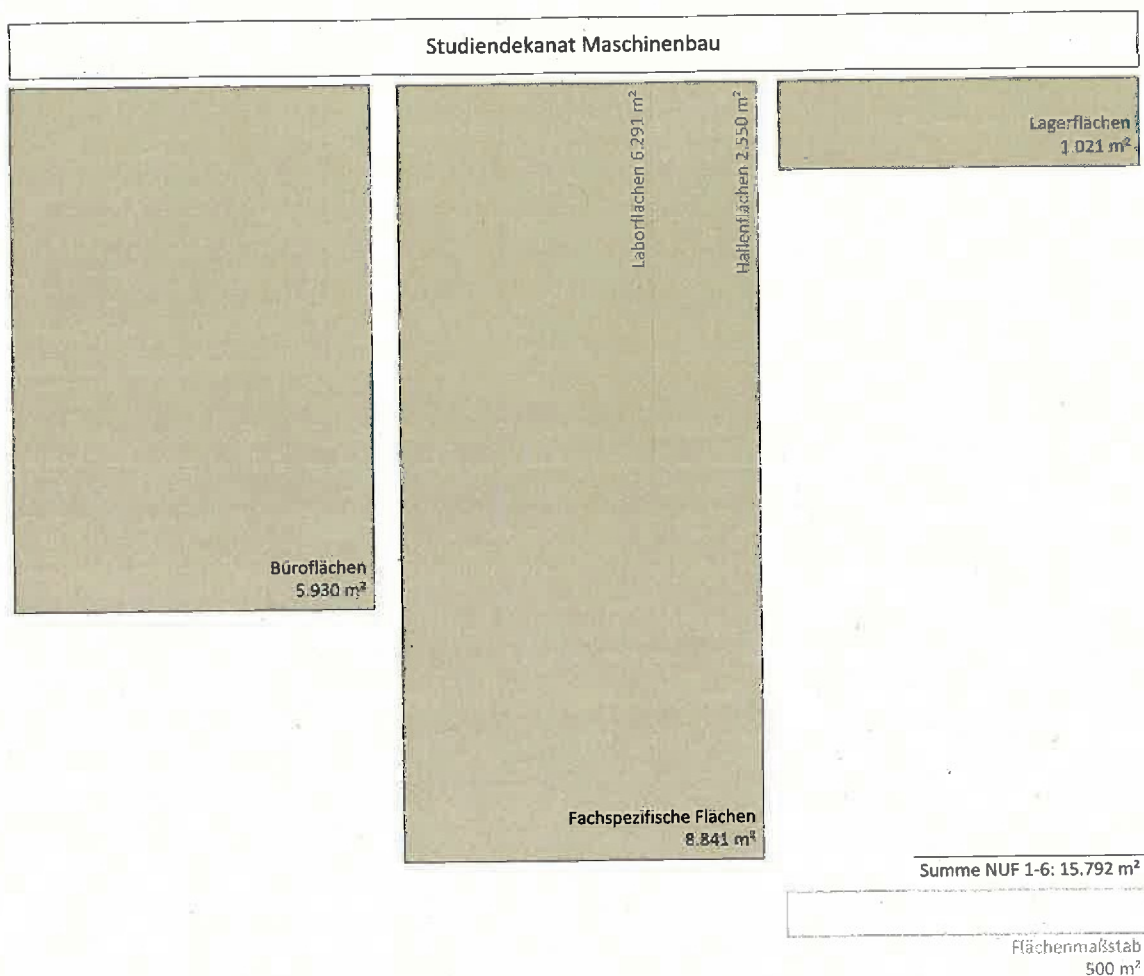 Studiendekanat Maschinenbau
Büroflächen
5.930 m²
Laborflächen 6.291 m²
Hallenflächen 2.550 m²
Fachspezifische Flächen
8.841 m²
Lagerflächen
1.021 m²
Summe NUF 1-6: 15.792 m²
Flächenmaßstab
500 m²